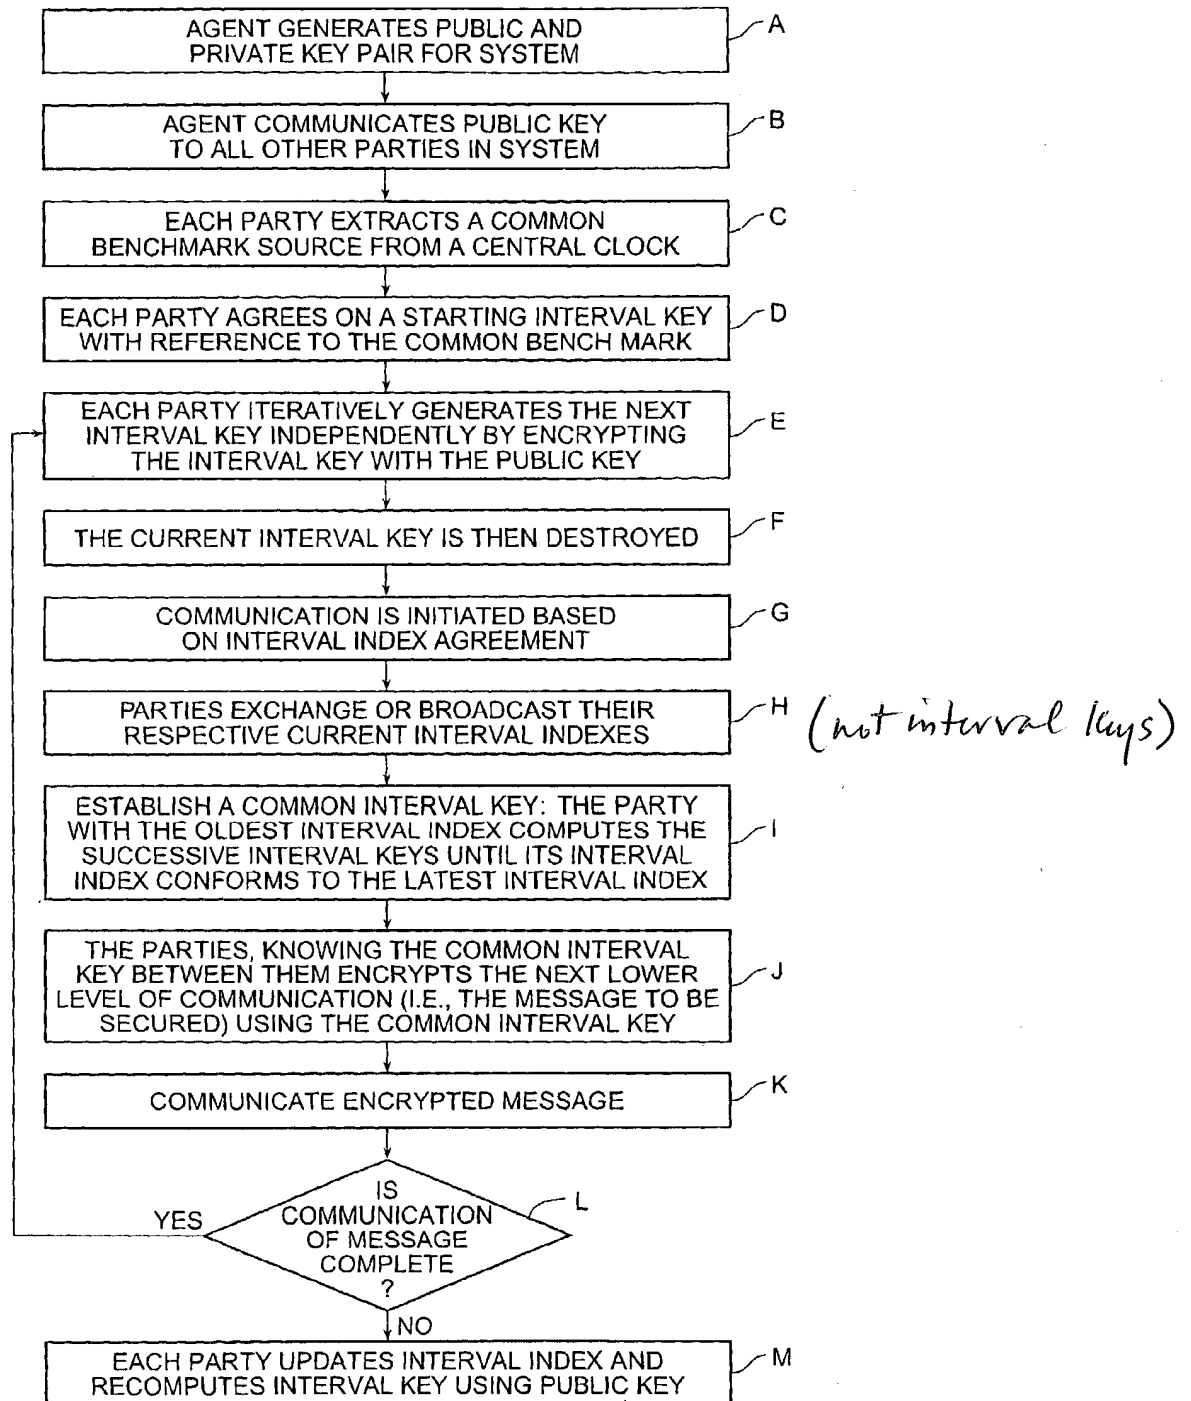 AGENT GENERATES PUBLIC AND
PRIVATE KEY PAIR FOR SYSTEM
A
AGENT COMMUNICATES PUBLIC KEY
TO ALL OTHER PARTIES IN SYSTEM
B
EACH PARTY EXTRACTS A COMMON
BENCHMARK SOURCE FROM A CENTRAL CLOCK
C
EACH PARTY AGREES ON A STARTING INTERVAL KEY
WITH REFERENCE TO THE COMMON BENCH MARK
D
EACH PARTY ITERATIVELY GENERATES THE NEXT
INTERVAL KEY INDEPENDENTLY BY ENCRYPTING
THE INTERVAL KEY WITH THE PUBLIC KEY
E
THE CURRENT INTERVAL KEY IS THEN DESTROYED
F
COMMUNICATION IS INITIATED BASED
ON INTERVAL INDEX AGREEMENT
G
PARTIES EXCHANGE OR BROADCAST THEIR
RESPECTIVE CURRENT INTERVAL INDEXES
H
(not interval keys)
ESTABLISH A COMMON INTERVAL KEY: THE PARTY
WITH THE OLDEST INTERVAL INDEX COMPUTES THE
SUCCESSIVE INTERVAL KEYS UNTIL ITS INTERVAL
INDEX CONFORMS TO THE LATEST INTERVAL INDEX
I
THE PARTIES, KNOWING THE COMMON INTERVAL
KEY BETWEEN THEM ENCRYPTS THE NEXT LOWER
LEVEL OF COMMUNICATION (I.E., THE MESSAGE TO BE
SECURED) USING THE COMMON INTERVAL KEY
J
COMMUNICATE ENCRYPTED MESSAGE
K
IS
COMMUNICATION
OF MESSAGE
COMPLETE
?
L
YES
NO
EACH PARTY UPDATES INTERVAL INDEX AND
RECOMPUTES INTERVAL KEY USING PUBLIC KEY
M